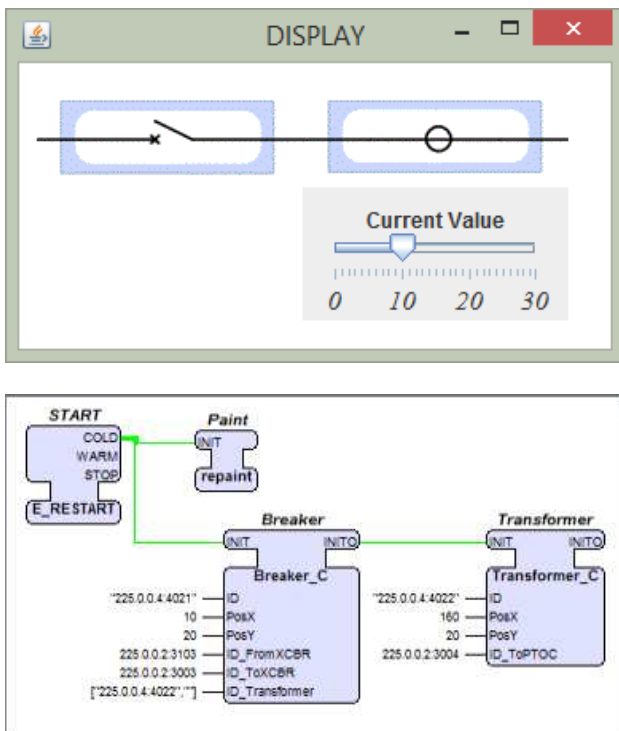 DISPLAY
Current Value
0 10 20 30
START
COLD
WARM
STOP
E_RESTART
Paint
INIT
repaint
Breaker
INIT INITO
Breaker_C
"225.0.0.4:4021" ID
10 PosX
20 PosY
225.0.0.2:3103 ID_FromXCBR
225.0.0.2:3003 ID_ToXCBR
["225.0.0.4:4022",""] ID_Transformer
Transformer
INIT INITO
Transformer_C
"225.0.0.4:4022" ID
160 PosX
20 PosY
225.0.0.2:3004 ID_ToPTOC